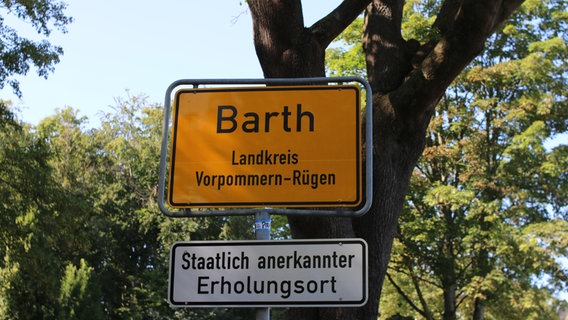 Barth
Landkreis
Vorpommern-Rügen
Staatlich anerkannter
Erholungsort